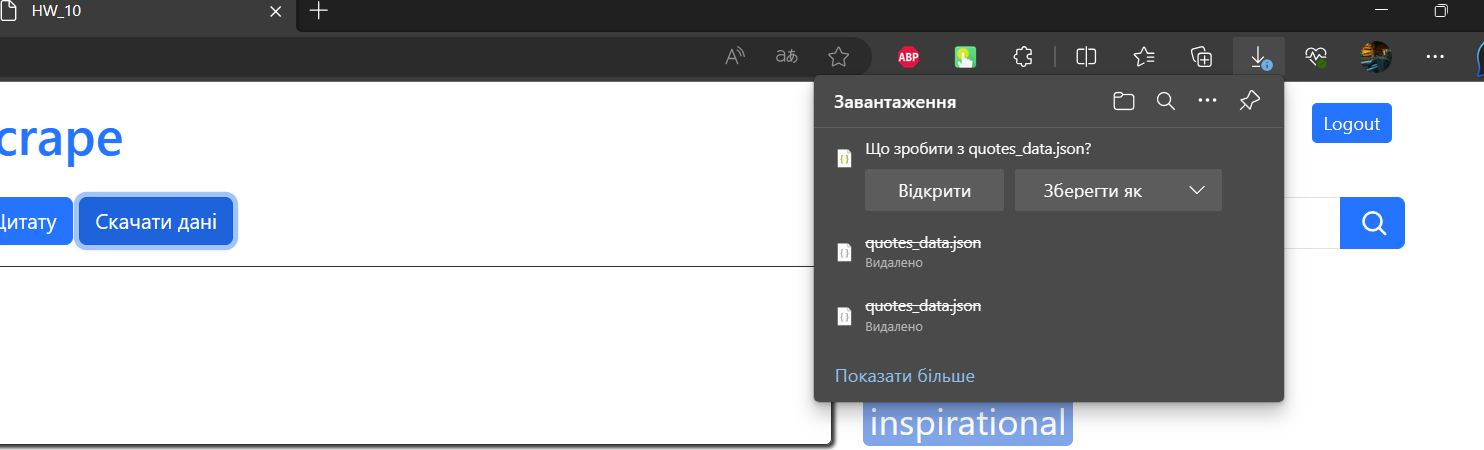 HW_10
ABP
Завантаження
crape
Logout
Що зробити з quotes_data.json?
Відкрити
Зберегти як
Цитату
Скачати дані
quotes_data.json
Видалено
quotes_data.json
Видалено
Показати більше
inspirational